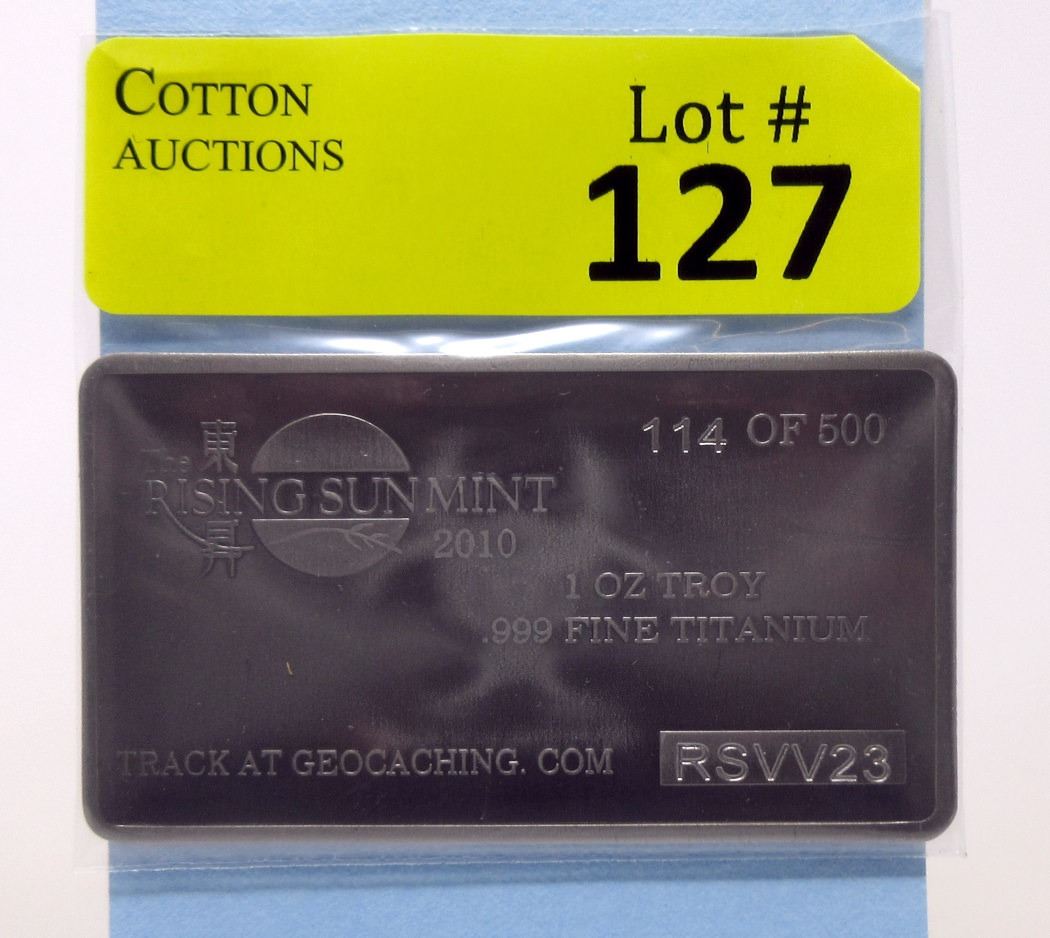 COTTON
AUCTIONS
Lot #
127
114 OF 500
東
The
RISING SUN MINT
昇
2010
1 OZ TROY
.999 FINE TITANIUM
TRACK AT GEOCACHING. COM
RSVV23